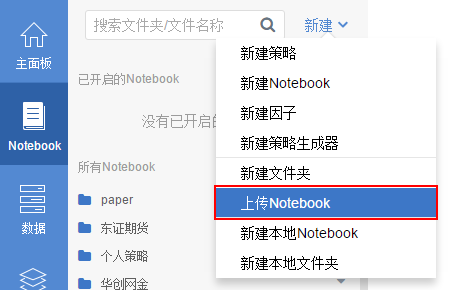 搜索文件夹/文件名称
新建
主面板
已开启的Notebook
没有已开启的
Notebook
所有Notebook
paper
数据
东证期货
个人策略
华创网金
新建策略
新建Notebook
新建因子
新建策略生成器
新建文件夹
上传Notebook
新建本地Notebook
新建本地文件夹